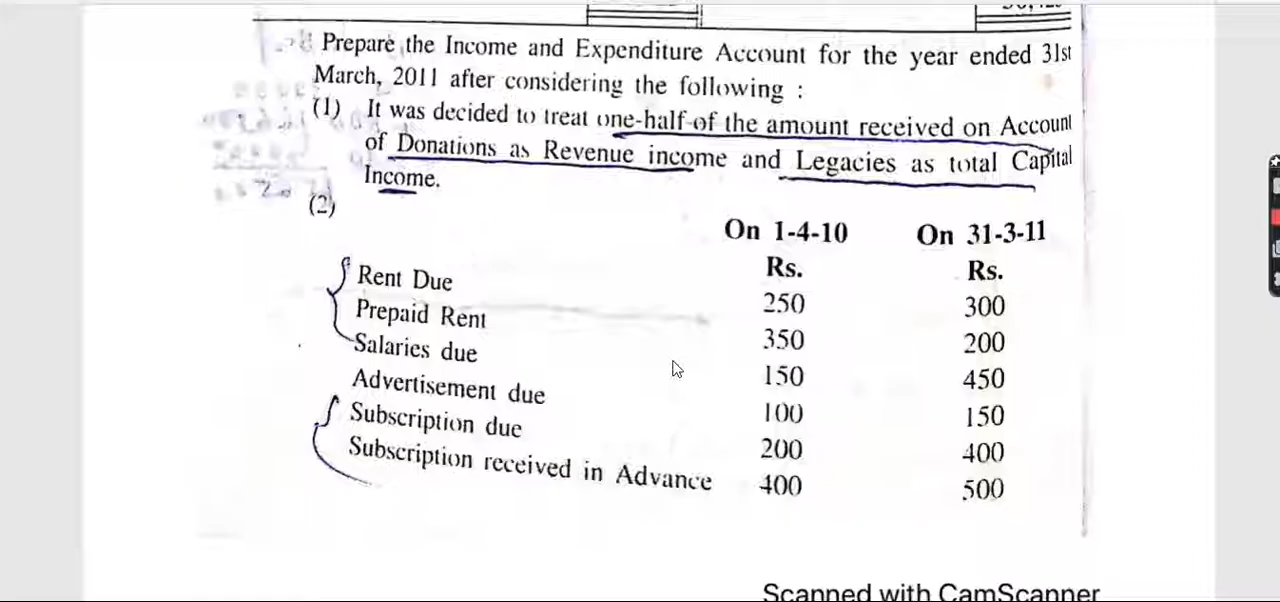 Prepare the Income and Expenditure Account for the year ended 31st
March, 2011 after considering the following :
(1) It was decided to treat one-half of the amount received on Account
of Donations as Revenue income and Legacies as total Capital
Income.
(2)
On 1-4-10 On 31-3-11
Rs. Rs.
Rent Due 250 300
Prepaid Rent 350 200
Salaries due 150 450
Advertisement due 100 150
Subscription due 200 400
Subscription received in Advance 400 500
Scanned with CamScanner